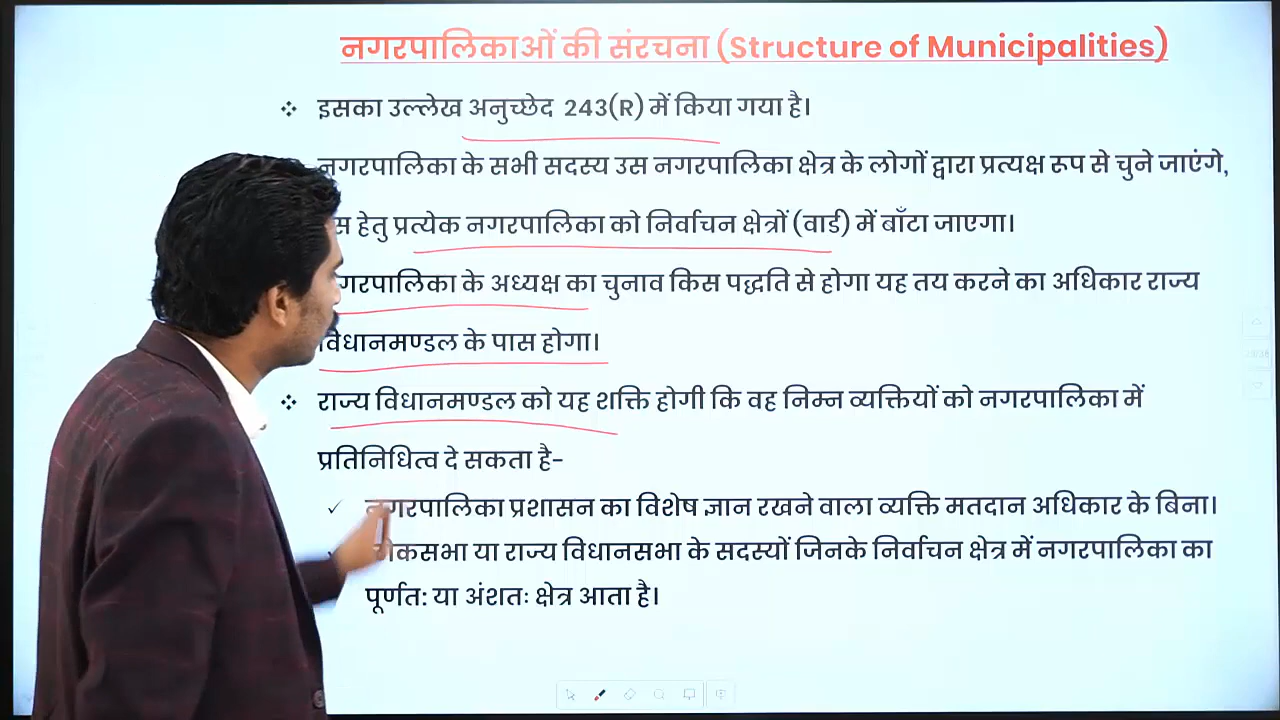 नगरपालिकाओं की संरचना (Structure of Municipalities)
इसका उल्लेख अनुच्छेद 243(R) में किया गया है।
नगरपालिका के सभी सदस्य उस नगरपालिका क्षेत्र के लोगों द्वारा प्रत्यक्ष रूप से चुने जाएंगे,
हेतु प्रत्येक नगरपालिका को निर्वाचन क्षेत्रों (वार्ड) में बाँटा जाएगा।
के अध्यक्ष का चुनाव किस पद्धति से होगा यह तय करने का अधिकार राज्य
विधानमण्डल के पास होगा।
राज्य विधानमण्डल को यह शक्ति होगी कि वह निम्न व्यक्तियों को नगरपालिका में
प्रतिनिधित्व दे सकता है-
नगरपालिका प्रशासन का विशेष ज्ञान रखने वाला व्यक्ति मतदान अधिकार के बिना।
या राज्य विधानसभा के सदस्यों जिनके निर्वाचन क्षेत्र में नगरपालिका का
पूर्णत: या अंशतः क्षेत्र आता है।